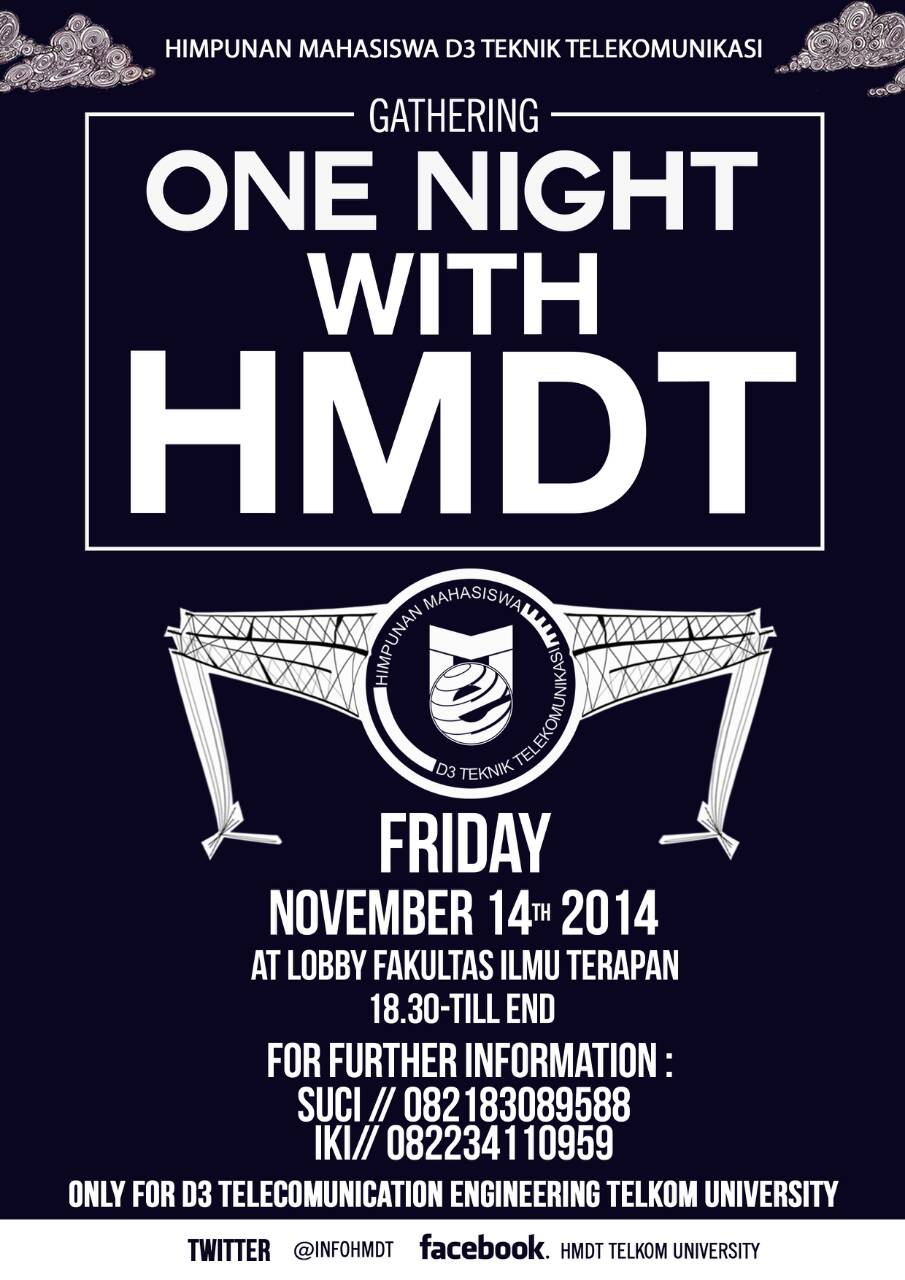 HIMPUNAN MAHASISWA D3 TEKNIK TELEKOMUNIKASI
GATHERING
ONE NIGHT
WITH
HMDT
HIMPUNAN MAHASISWA
D3 TEKNIK TELEKOMUNIKASI
FRIDAY
NOVEMBER 14TH 2014
AT LOBBY FAKULTAS ILMU TERAPAN
18.30-TILL END
FOR FURTHER INFORMATION :
SUCI // 082183089588
IKI// 082234110959
ONLY FOR D3 TELECOMUNICATION ENGINEERING TELKOM UNIVERSITY
TWITTER @INFOHMDT facebook. HMDT TELKOM UNIVERSITY